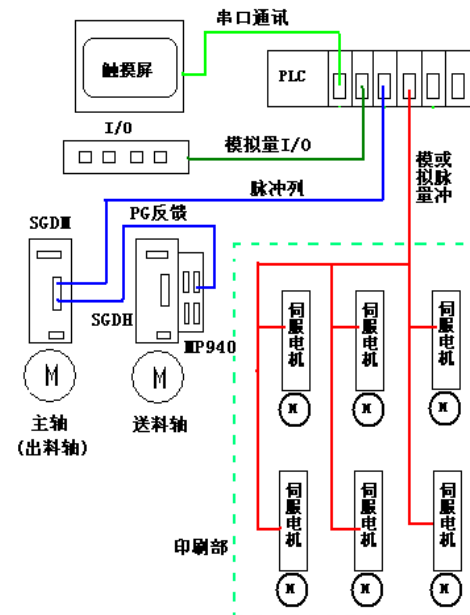 串口通讯
触摸屏
PLC
I/O
模拟量I/O
模或
拟脉
量冲
脉冲列
SGDM
PG反馈
SGDH
MP940
M
M
主轴
(出料轴)
送料轴
伺服电机
伺服电机
伺服电机
M
M
M
伺服电机
伺服电机
伺服电机
印刷部
M
M
M